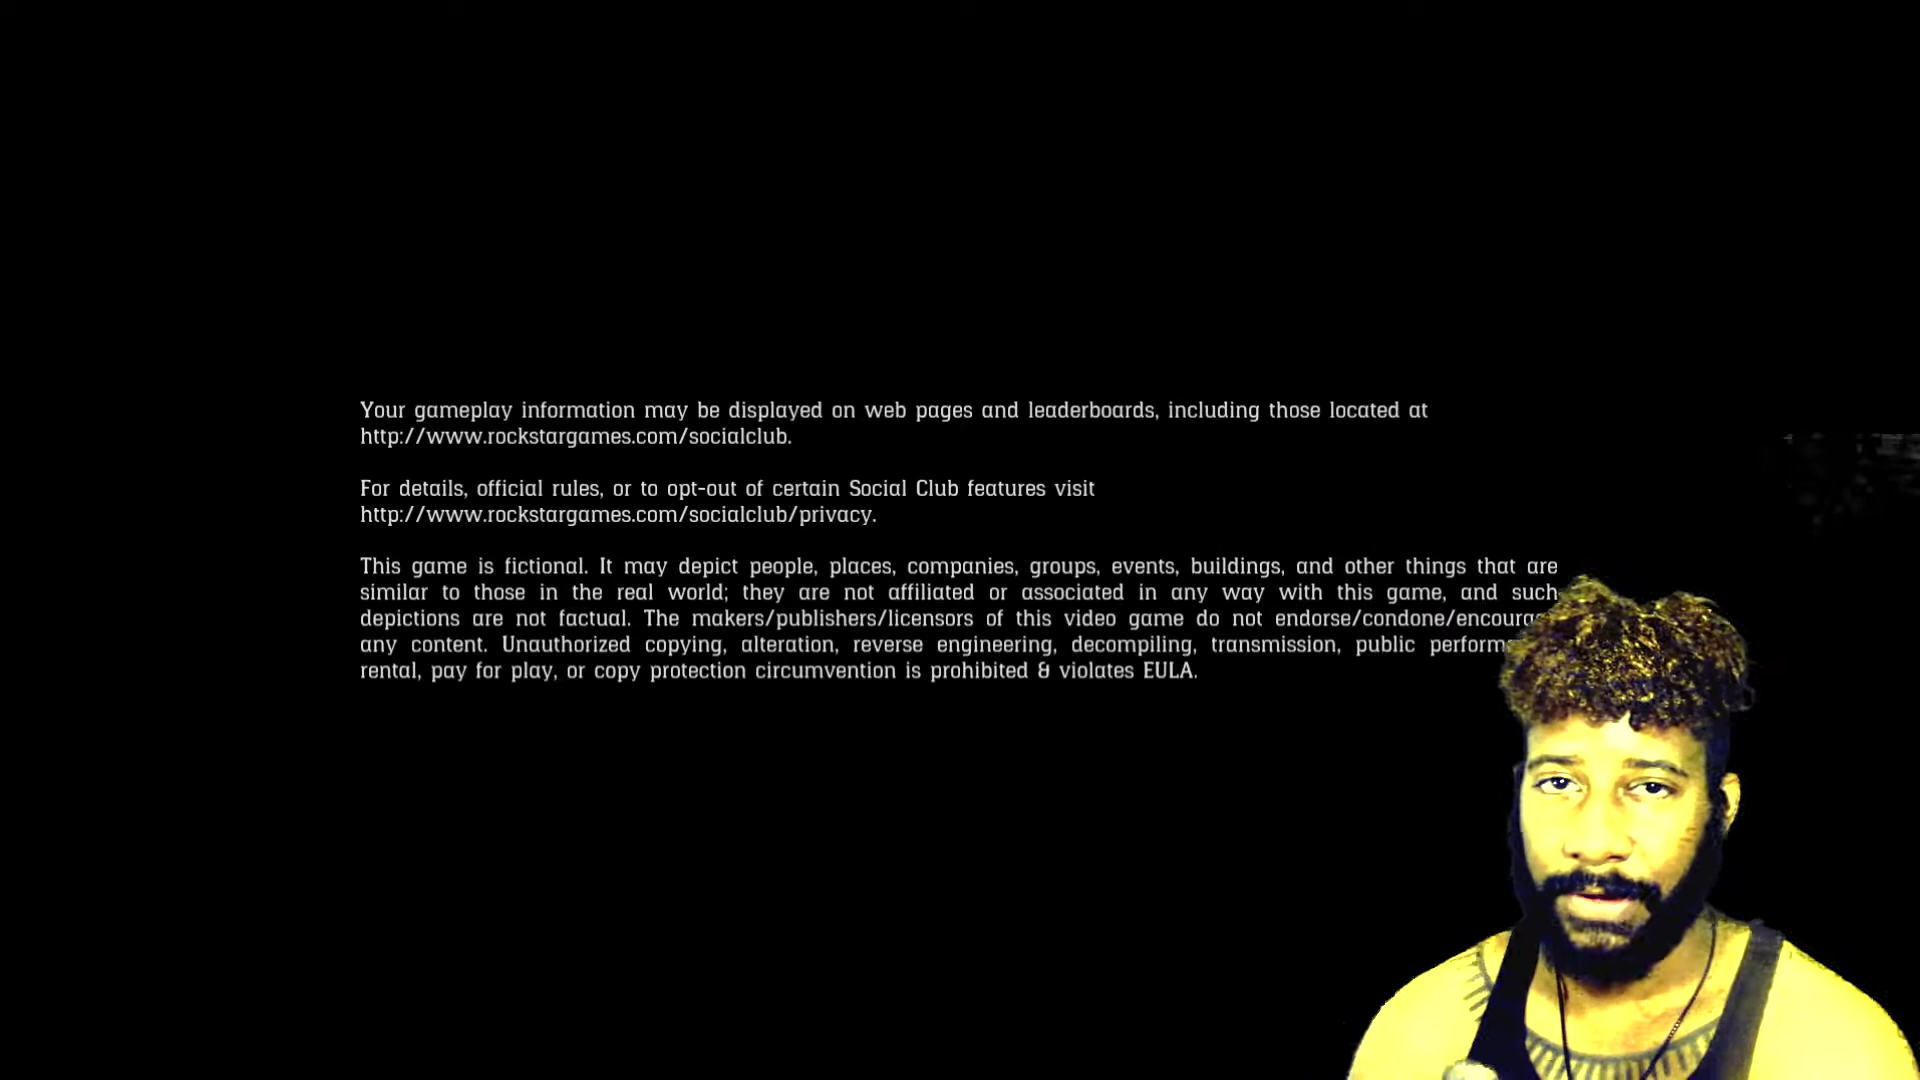 Your gameplay information may be displayed on web pages and leaderboards, including those located at
http://www.rockstargames.com/socialclub.
For details, official rules, or to opt-out of certain Social Club features visit
http://www.rockstargames.com/socialclub/privacy.
This game is fictional. It may depict people, places, companies, groups, events, buildings, and other things that are
similar to those in the real world; they are not affiliated or associated in any way with this game, and such
depictions are not factual. The makers/publishers/licensors of this video game do not endorse/condone/
any content. Unauthorized copying, alteration, reverse engineering, decompiling, transmission, public
rental, pay for play, or copy protection circumvention is prohibited & violates EULA.